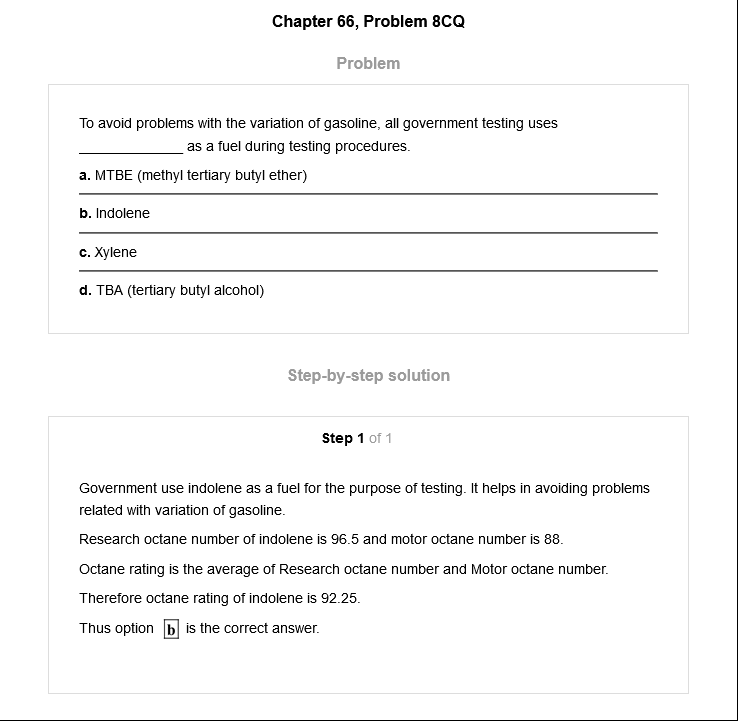 Chapter 66, Problem 8CQ
Problem
To avoid problems with the variation of gasoline, all government testing uses
_____________ as a fuel during testing procedures.
a. MTBE (methyl tertiary butyl ether)
b. Indolene
c. Xylene
d. TBA (tertiary butyl alcohol)
Step-by-step solution
Step 1 of 1
Government use indolene as a fuel for the purpose of testing. It helps in avoiding problems
related with variation of gasoline.
Research octane number of indolene is 96.5 and motor octane number is 88.
Octane rating is the average of Research octane number and Motor octane number.
Therefore octane rating of indolene is 92.25.
Thus option b is the correct answer.